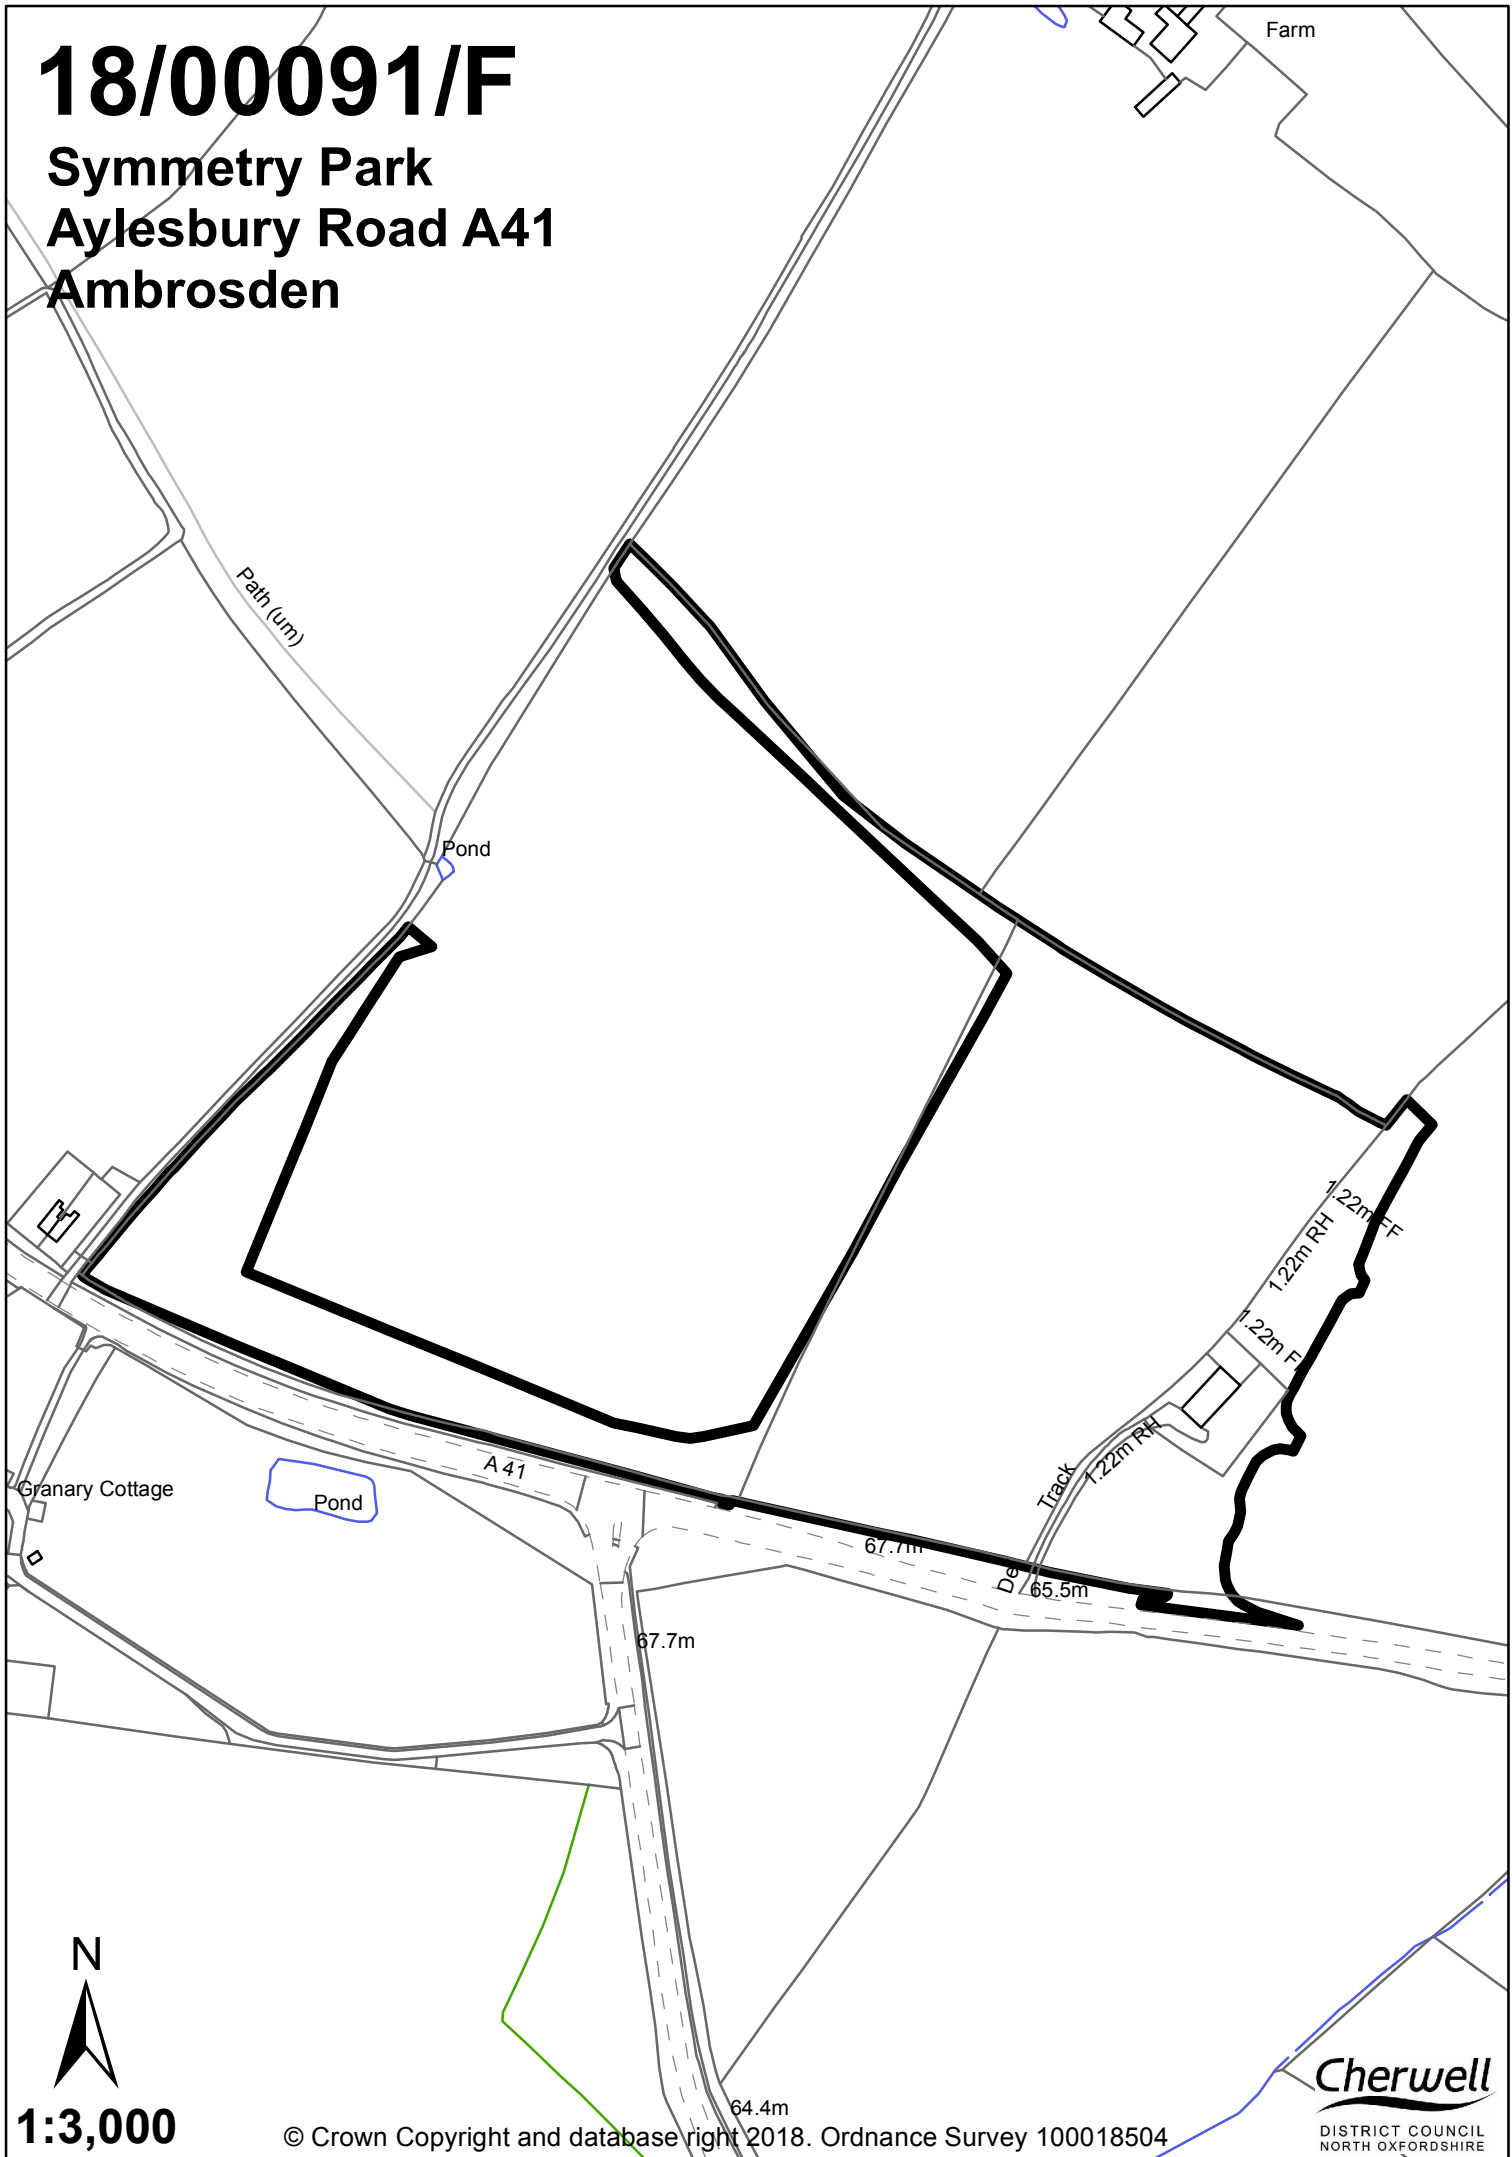 18/00091/F
Symmetry Park
Aylesbury Road A41
Ambrosden
Farm
Path (um)
Pond
1.22m FF
1.22m RH
1.22m F
1.22m RH
Track
A 41
Granary Cottage
Pond
67.7m
De
65.5m
67.7m
N
1:3,000
64.4m
© Crown Copyright and database right 2018. Ordnance Survey 100018504
Cherwell
DISTRICT COUNCIL
NORTH OXFORDSHIRE